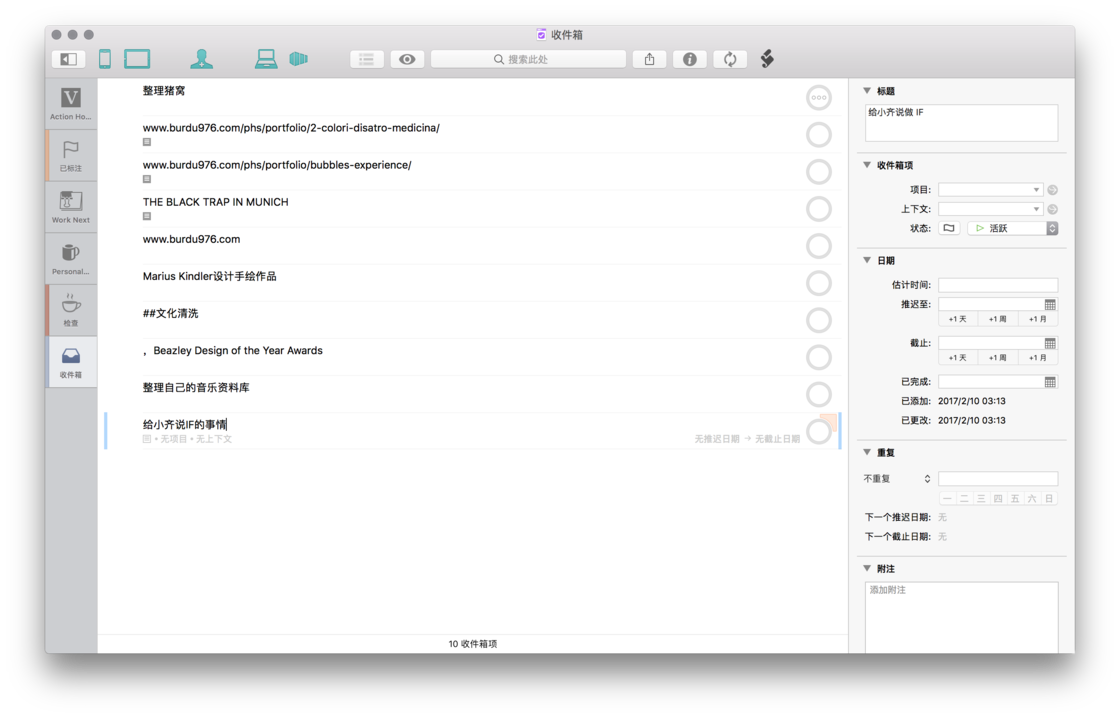 收件箱
搜索此处
V
Action Ho...
已标注
Work Next
Personal...
检查
收件箱
整理猪窝
www.burdu976.com/phs/portfolio/2-colori-disatro-medicina/
www.burdu976.com/phs/portfolio/bubbles-experience/
THE BLACK TRAP IN MUNICH
www.burdu976.com
Marius Kindler设计手绘作品
##文化清洗
，Beazley Design of the Year Awards
整理自己的音乐资料库
给小齐说IF的事情
• 无项目 • 无上下文
无推迟日期 → 无截止日期
10 收件箱项
标题
给小齐说做 IF
收件箱项
项目:
上下文:
状态: 活跃
日期
估计时间:
推迟至:
+1 天 +1 周 +1 月
截止:
+1 天 +1 周 +1 月
已完成:
已添加: 2017/2/10 03:13
已更改: 2017/2/10 03:13
重复
不重复
一 二 三 四 五 六 日
下一个推迟日期: 无
下一个截止日期: 无
附注
添加附注